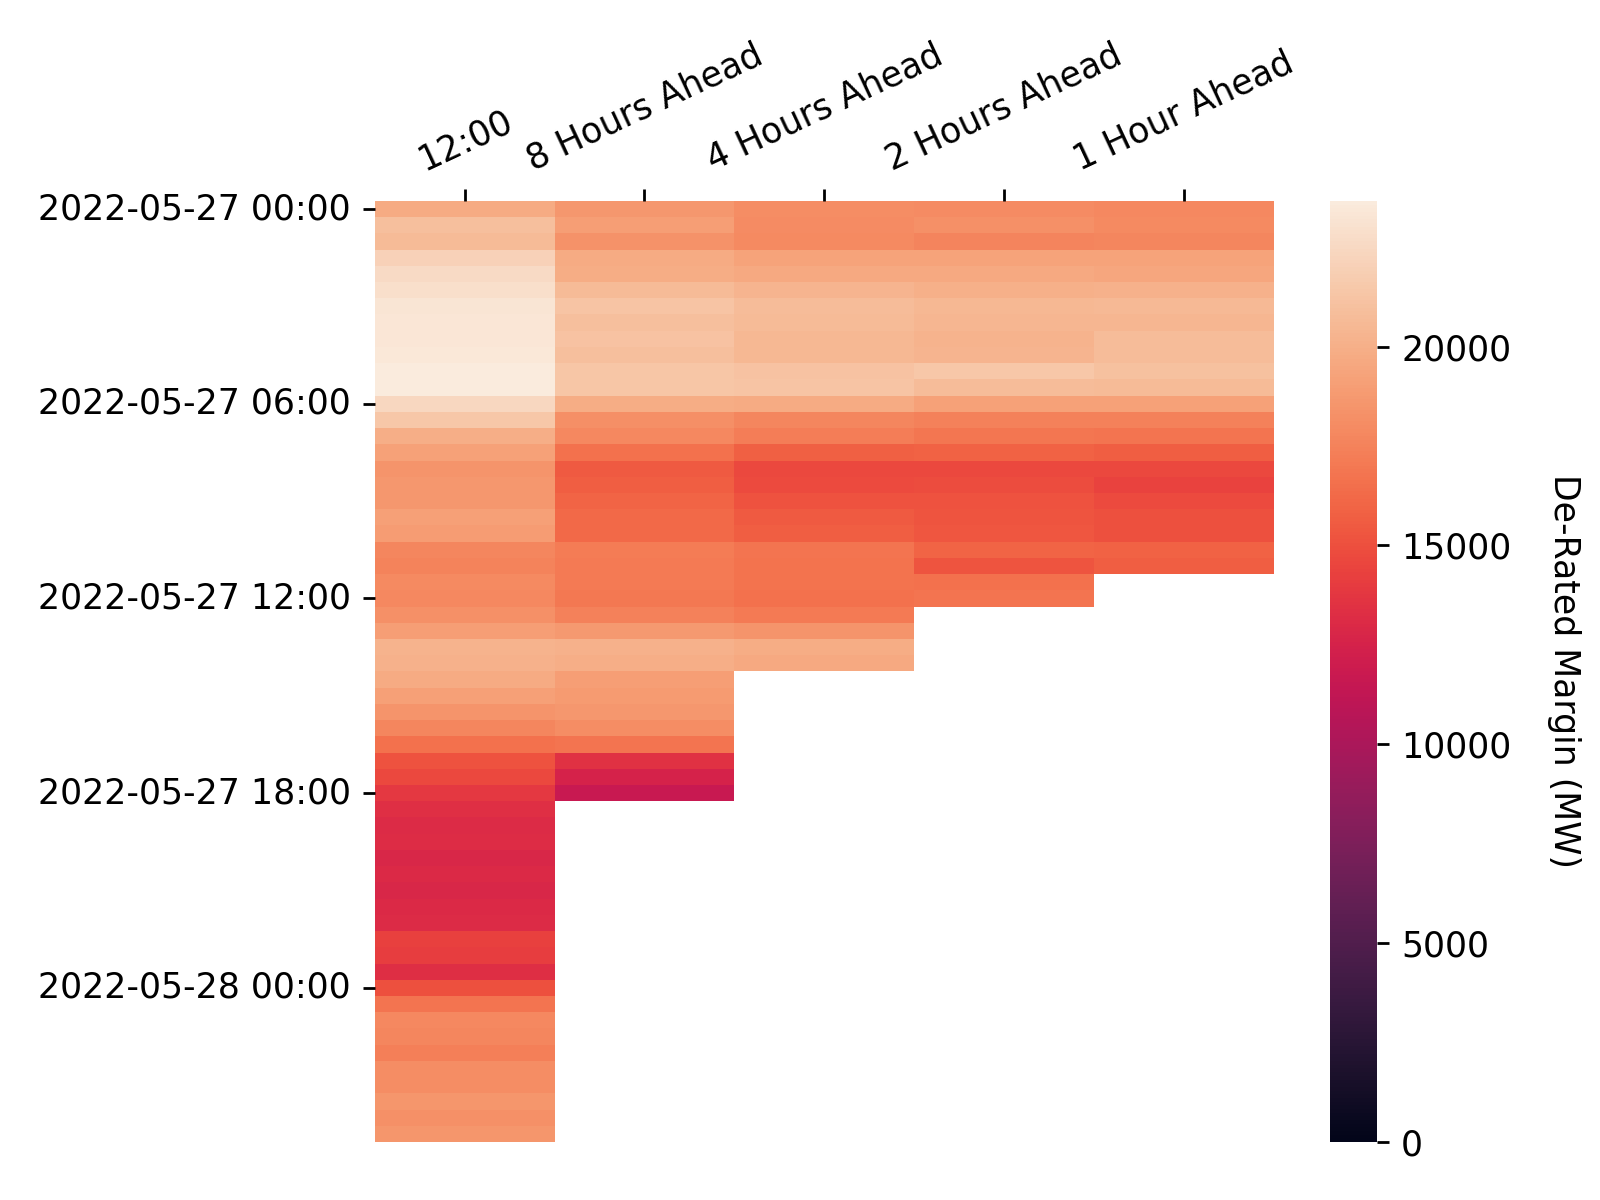 12:00
8 Hours Ahead
4 Hours Ahead
2 Hours Ahead
1 Hour Ahead
2022-05-27 00:00
2022-05-27 06:00
2022-05-27 12:00
2022-05-27 18:00
2022-05-28 00:00
20000
15000
10000
5000
0
De-Rated Margin (MW)